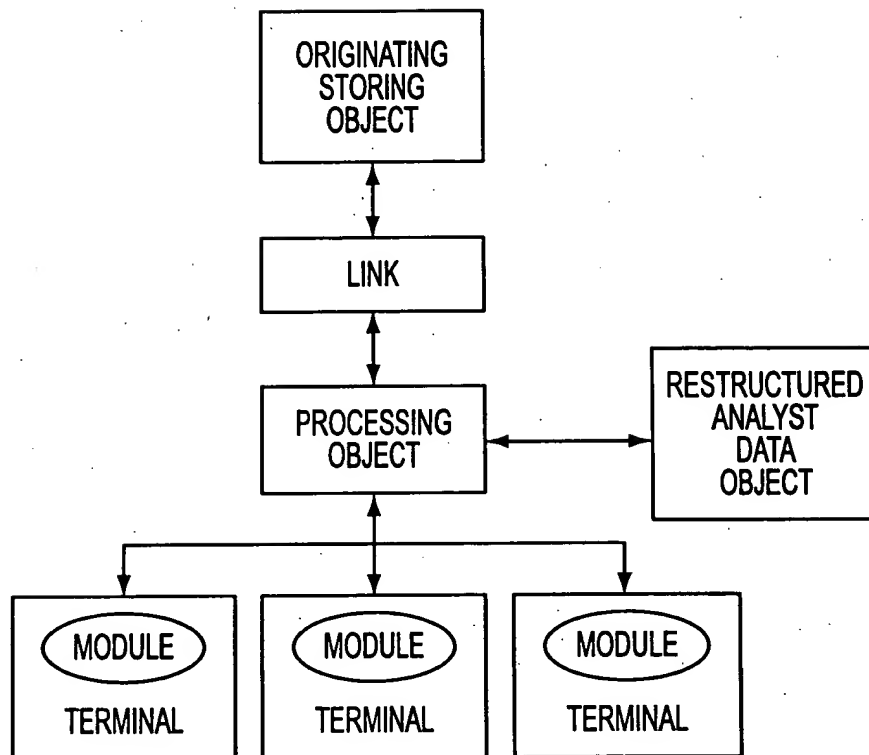 ORIGINATING
STORING
OBJECT
LINK
PROCESSING
OBJECT
RESTRUCTURED
ANALYST
DATA
OBJECT
MODULE
TERMINAL
MODULE
TERMINAL
MODULE
TERMINAL